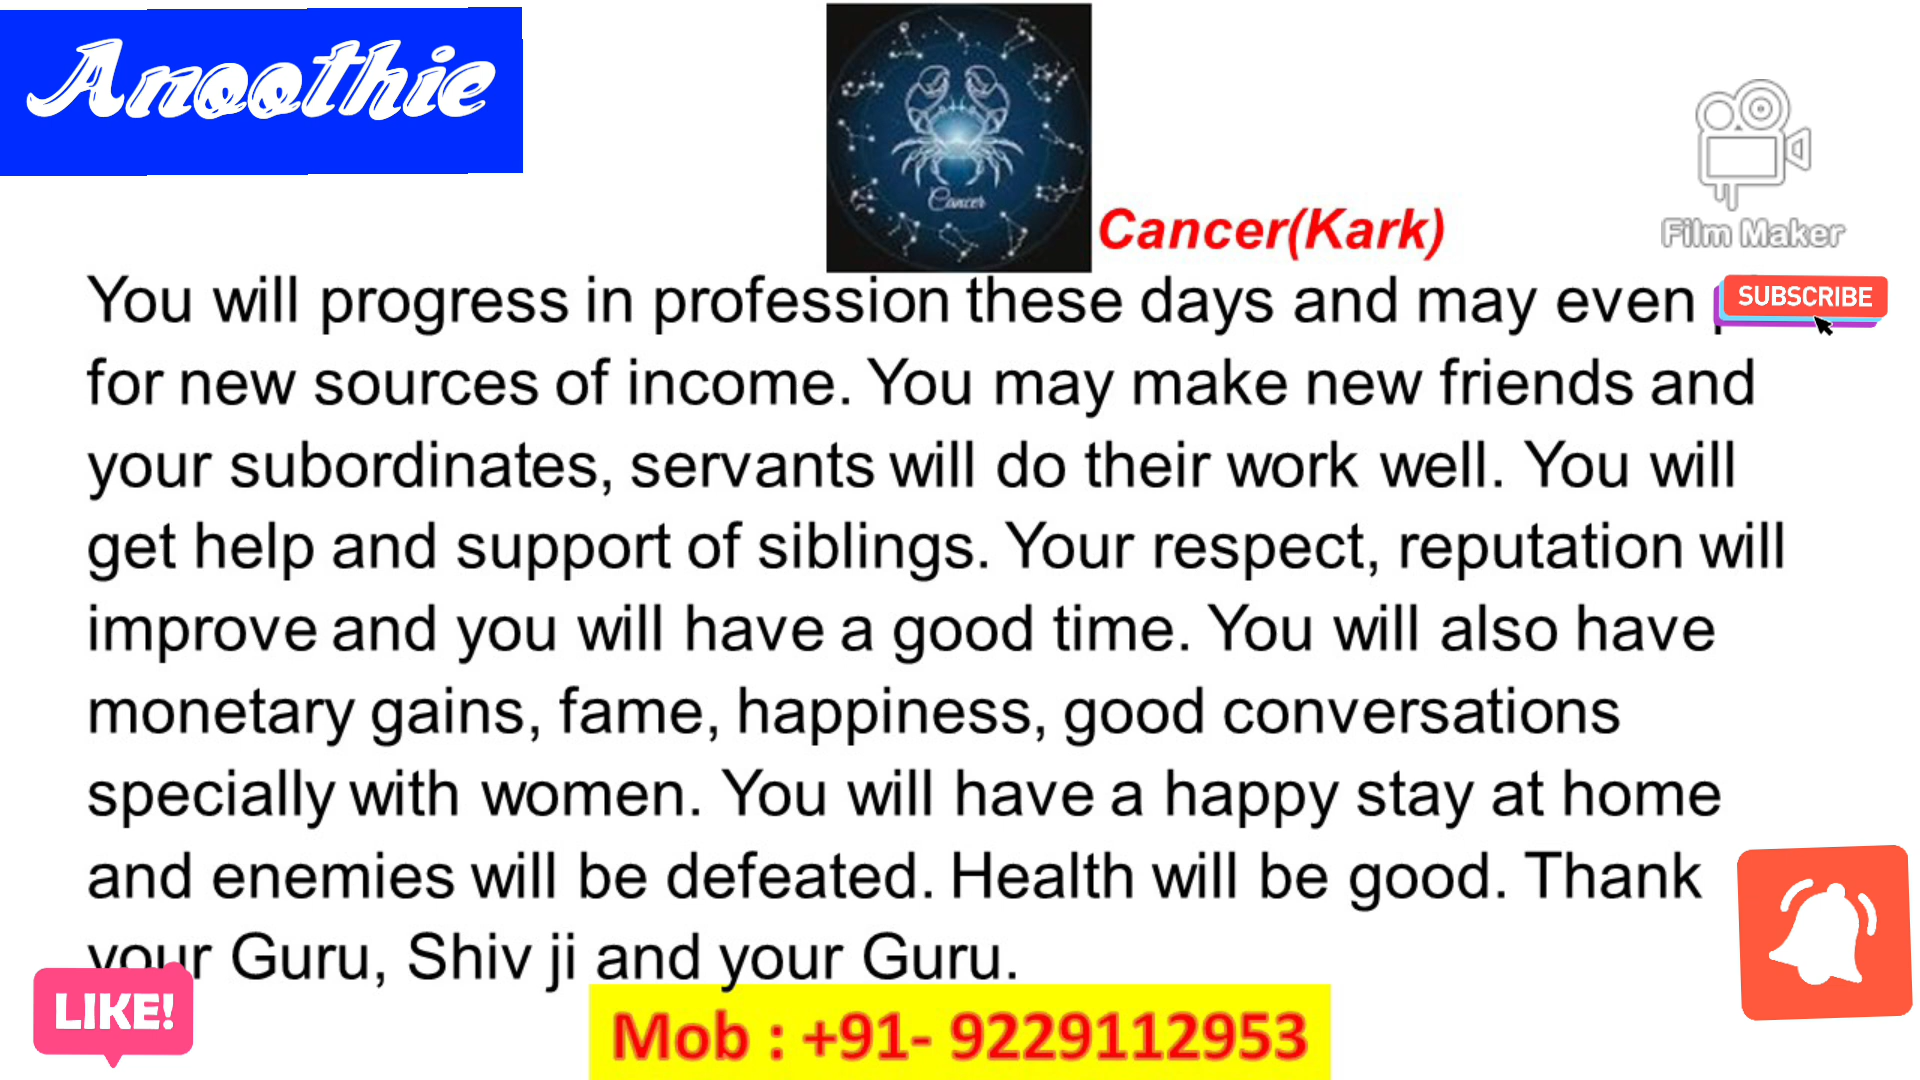 Anoothie
Cancer
Cancer(Kark)
Film Maker
You will progress in profession these days and may even
SUBSCRIBE
for new sources of income. You may make new friends and
your subordinates, servants will do their work well. You will
get help and support of siblings. Your respect, reputation will
improve and you will have a good time. You will also have
monetary gains, fame, happiness, good conversations
specially with women. You will have a happy stay at home
and enemies will be defeated. Health will be good. Thank
your Guru, Shiv ji and your Guru.
LIKE!
Mob : +91- 9229112953